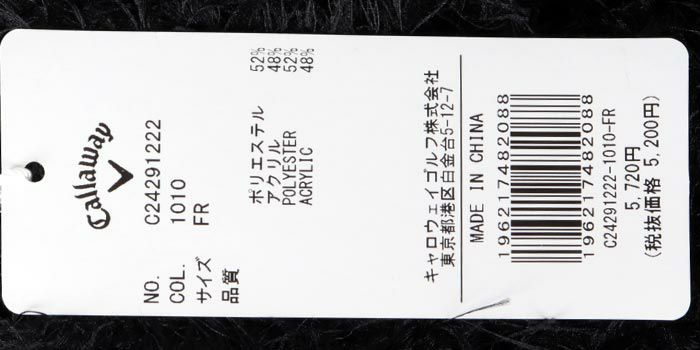 Callaway
NO. C24291222
COL. 1010
サイズ FR
品質
ポリエステル 52%
アクリル 48%
POLYESTER 52%
ACRYLIC 48%
キャロウェイゴルフ株式会社
東京都港区白金台5-12-7
MADE IN CHINA
196217482088
196217482088
C24291222-1010-FR
5,720円
(税抜価格 5,200円)